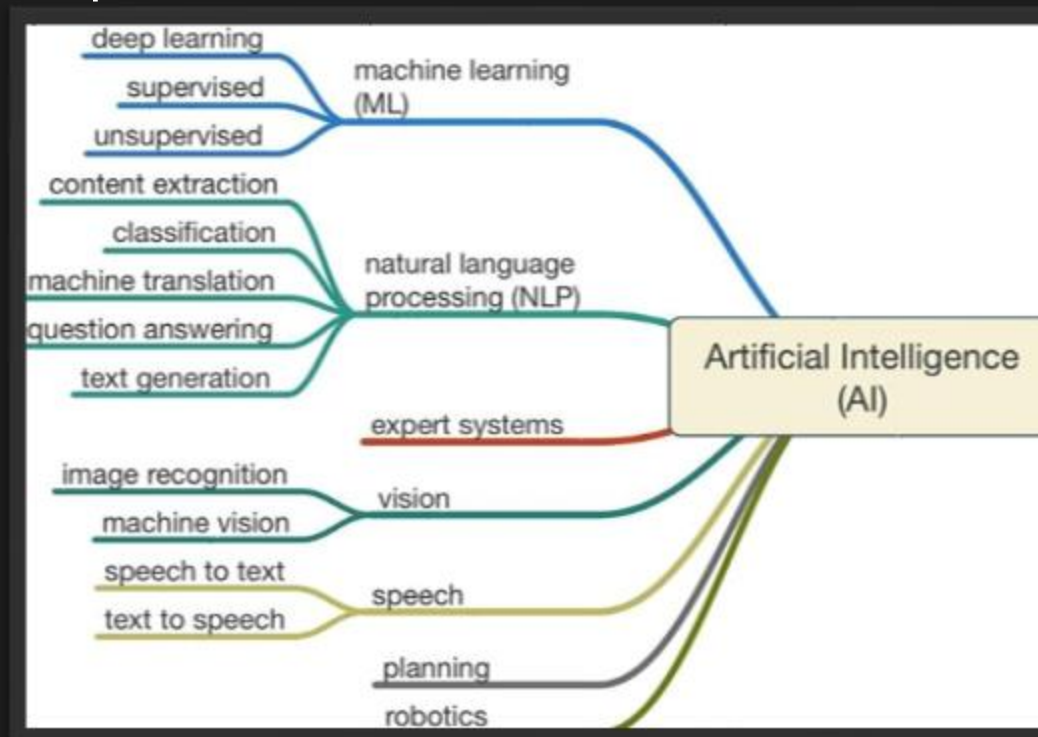 deep learning
supervised
unsupervised
machine learning
(ML)
content extraction
classification
machine translation
question answering
text generation
natural language
processing (NLP)
Artificial Intelligence
(AI)
expert systems
image recognition
machine vision
vision
speech to text
text to speech
speech
planning
robotics